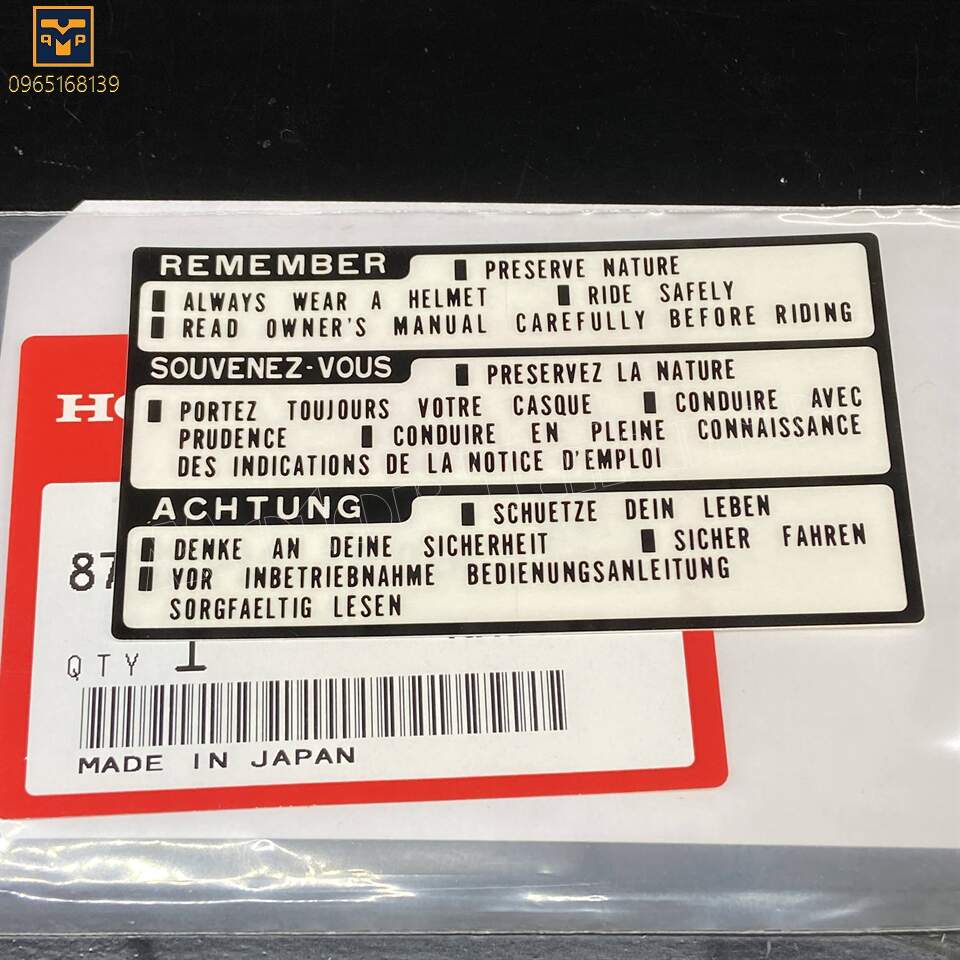 0965168139
REMEMBER PRESERVE NATURE
ALWAYS WEAR A HELMET RIDE SAFELY
READ OWNER'S MANUAL CAREFULLY BEFORE RIDING
SOUVENEZ-VOUS PRESERVEZ LA NATURE
PORTEZ TOUJOURS VOTRE CASQUE CONDUIRE AVEC
PRUDENCE CONDUIRE EN PLEINE CONNAISSANCE
DES INDICATIONS DE LA NOTICE D'EMPLOI
ACHTUNG SCHUETZE DEIN LEBEN
DENKE AN DEINE SICHERHEIT SICHER FAHREN
VOR INBETRIEBNAHME BEDIENUNGSANLEITUNG
SORGFAELTIG LESEN
87
QTY 1
MADE IN JAPAN